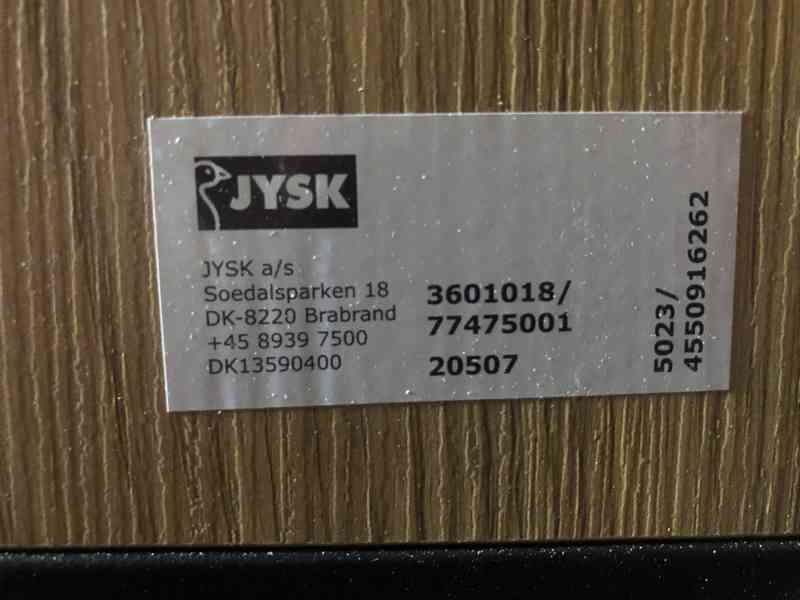 JYSK
JYSK a/s
Soedalsparken 18
DK-8220 Brabrand
+45 8939 7500
DK13590400
3601018/
77475001
20507
5023/
4550916262